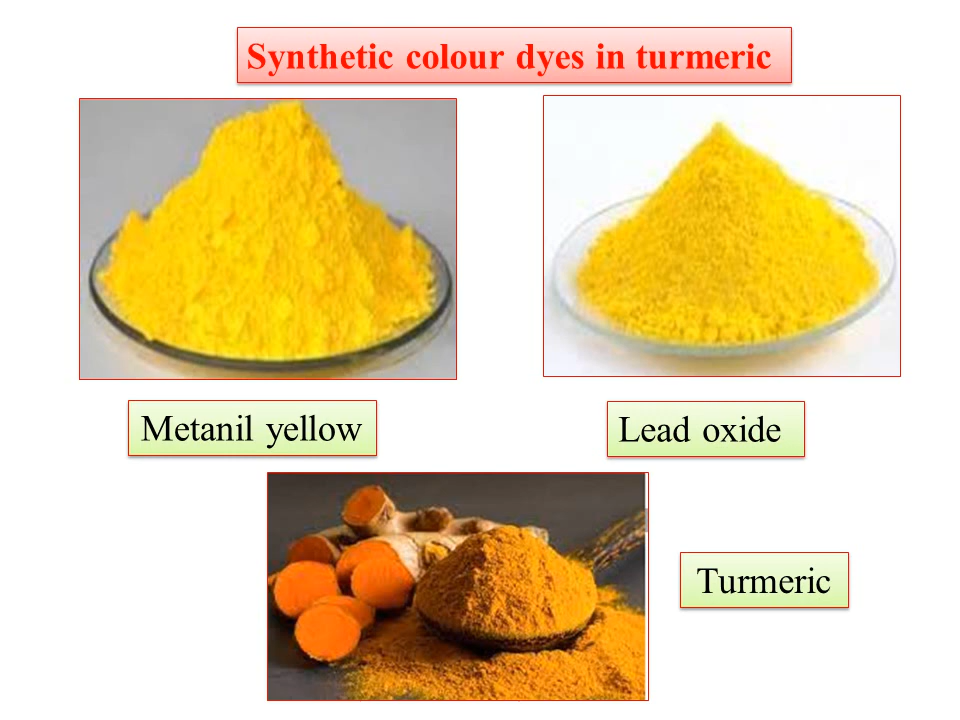 Synthetic colour dyes in turmeric
Metanil yellow
Lead oxide
Turmeric